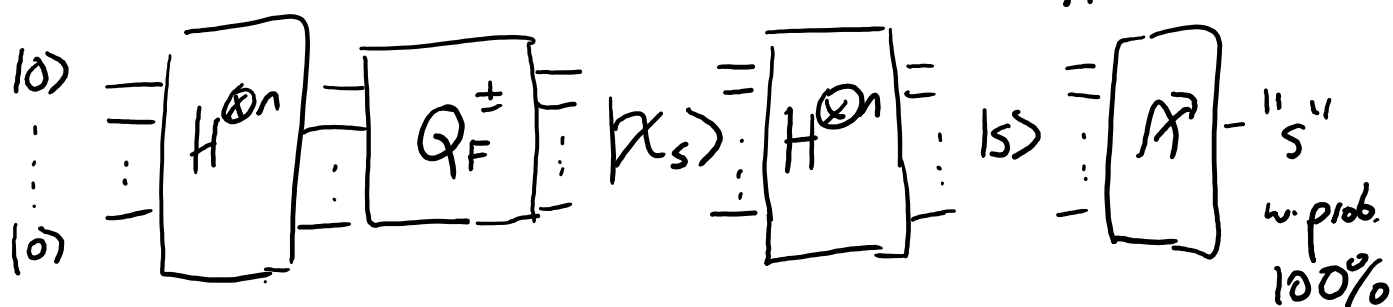 |0⟩
⋮
|0⟩
H^{⊗n}
Q_F^±
|χ_s⟩
H^{⊗n}
|s⟩
"s"
w. prob.
100%